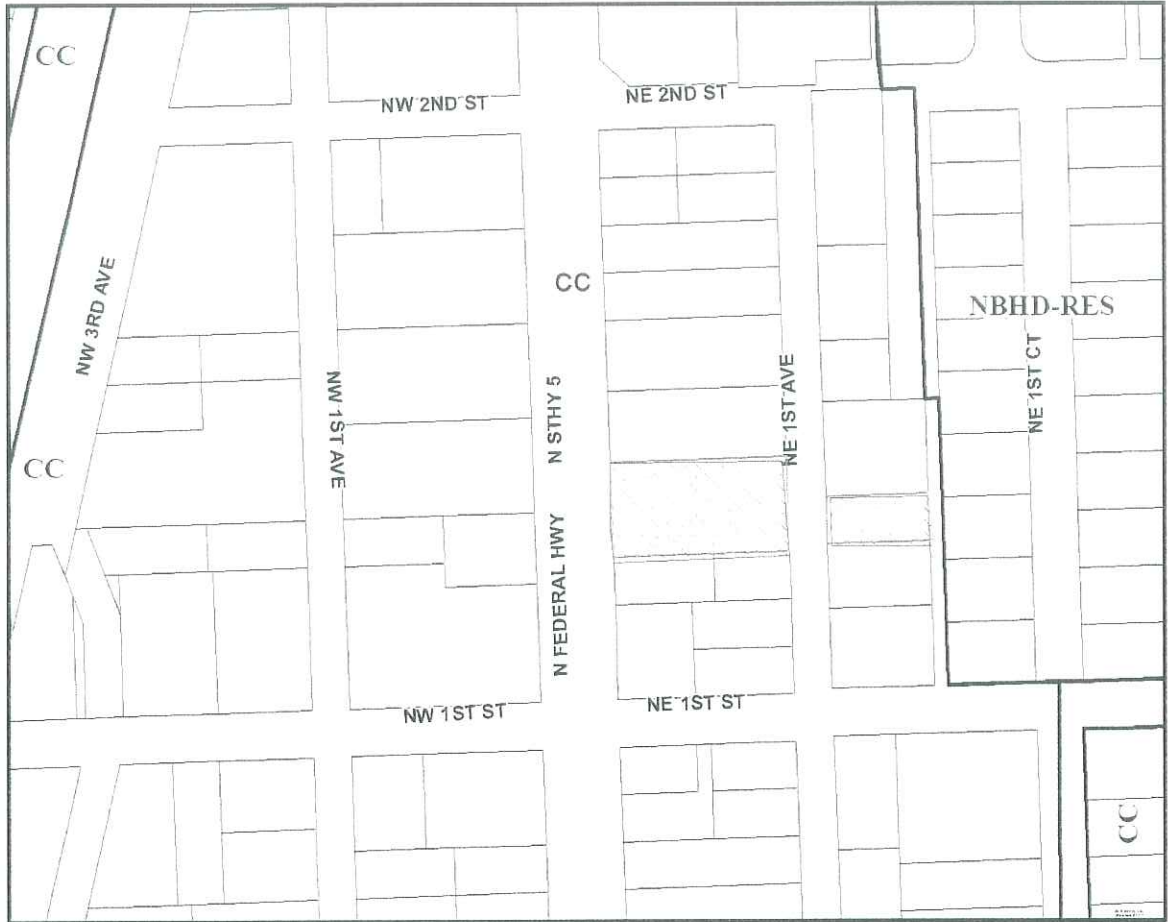 CC
NW 2ND ST
NE 2ND ST
NW 3RD AVE
CC
NBHD-RES
NW 1ST AVE
N STHY 5
NE 1ST AVE
NE 1ST CT
CC
N FEDERAL HWY
NW 1ST ST
NE 1ST ST
CC